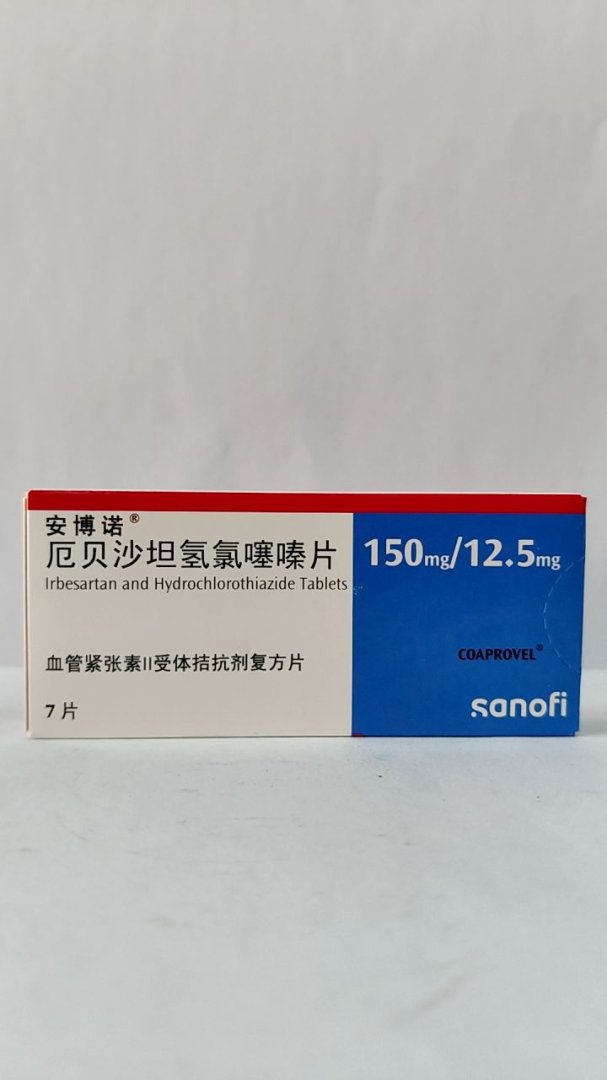 安博诺®
厄贝沙坦氢氯噻嗪片
Irbesartan and Hydrochlorothiazide Tablets
血管紧张素II受体拮抗剂复方片
7片
150mg/12.5mg
COAPROVEL®
sanofi